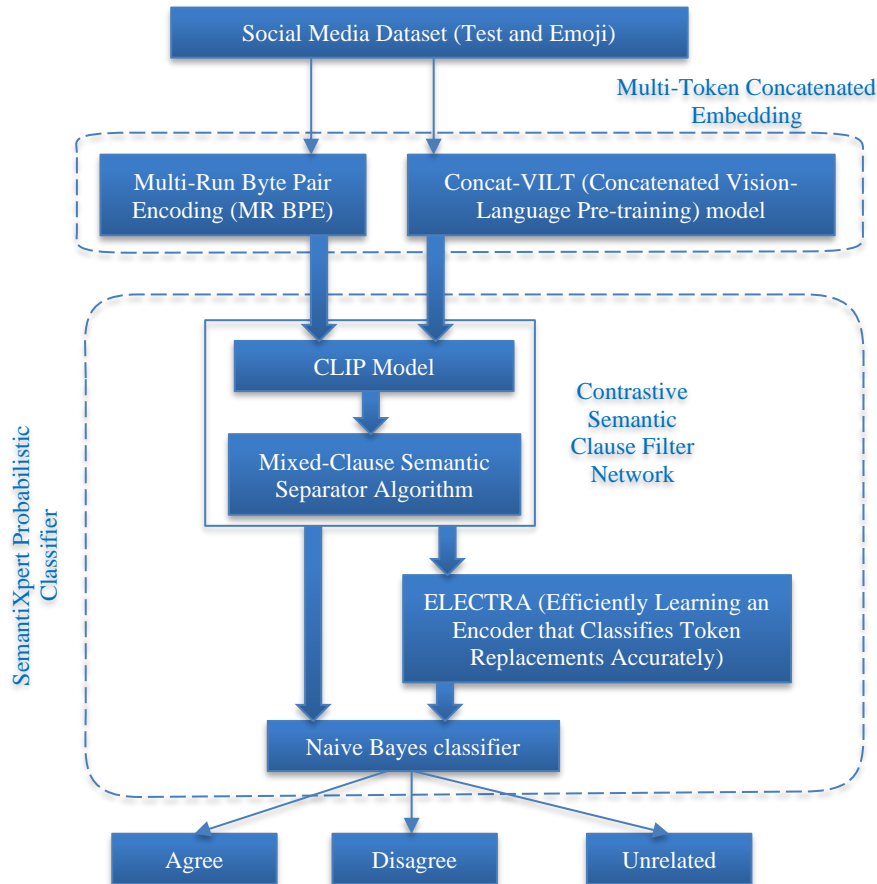 Social Media Dataset (Test and Emoji)
Multi-Token Concatenated
Embedding
Multi-Run Byte Pair
Encoding (MR BPE)
Concat-VILT (Concatenated Vision-
Language Pre-training) model
CLIP Model
Contrastive
Semantic
Clause Filter
Network
Mixed-Clause Semantic
Separator Algorithm
SemantiXpert Probabilistic
Classifier
ELECTRA (Efficiently Learning an
Encoder that Classifies Token
Replacements Accurately)
Naive Bayes classifier
Agree
Disagree
Unrelated